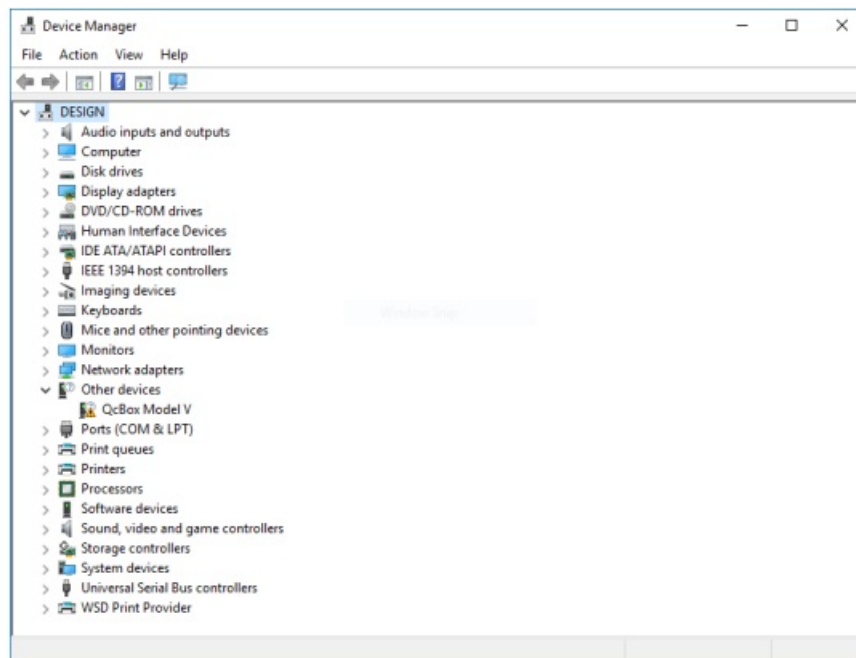 Device Manager
File Action View Help
DESIGN
Audio inputs and outputs
Computer
Disk drives
Display adapters
DVD/CD-ROM drives
Human Interface Devices
IDE ATA/ATAPI controllers
IEEE 1394 host controllers
Imaging devices
Keyboards
Mice and other pointing devices
Monitors
Network adapters
Other devices
QcBox Model V
Ports (COM & LPT)
Print queues
Printers
Processors
Software devices
Sound, video and game controllers
Storage controllers
System devices
Universal Serial Bus controllers
WSD Print Provider